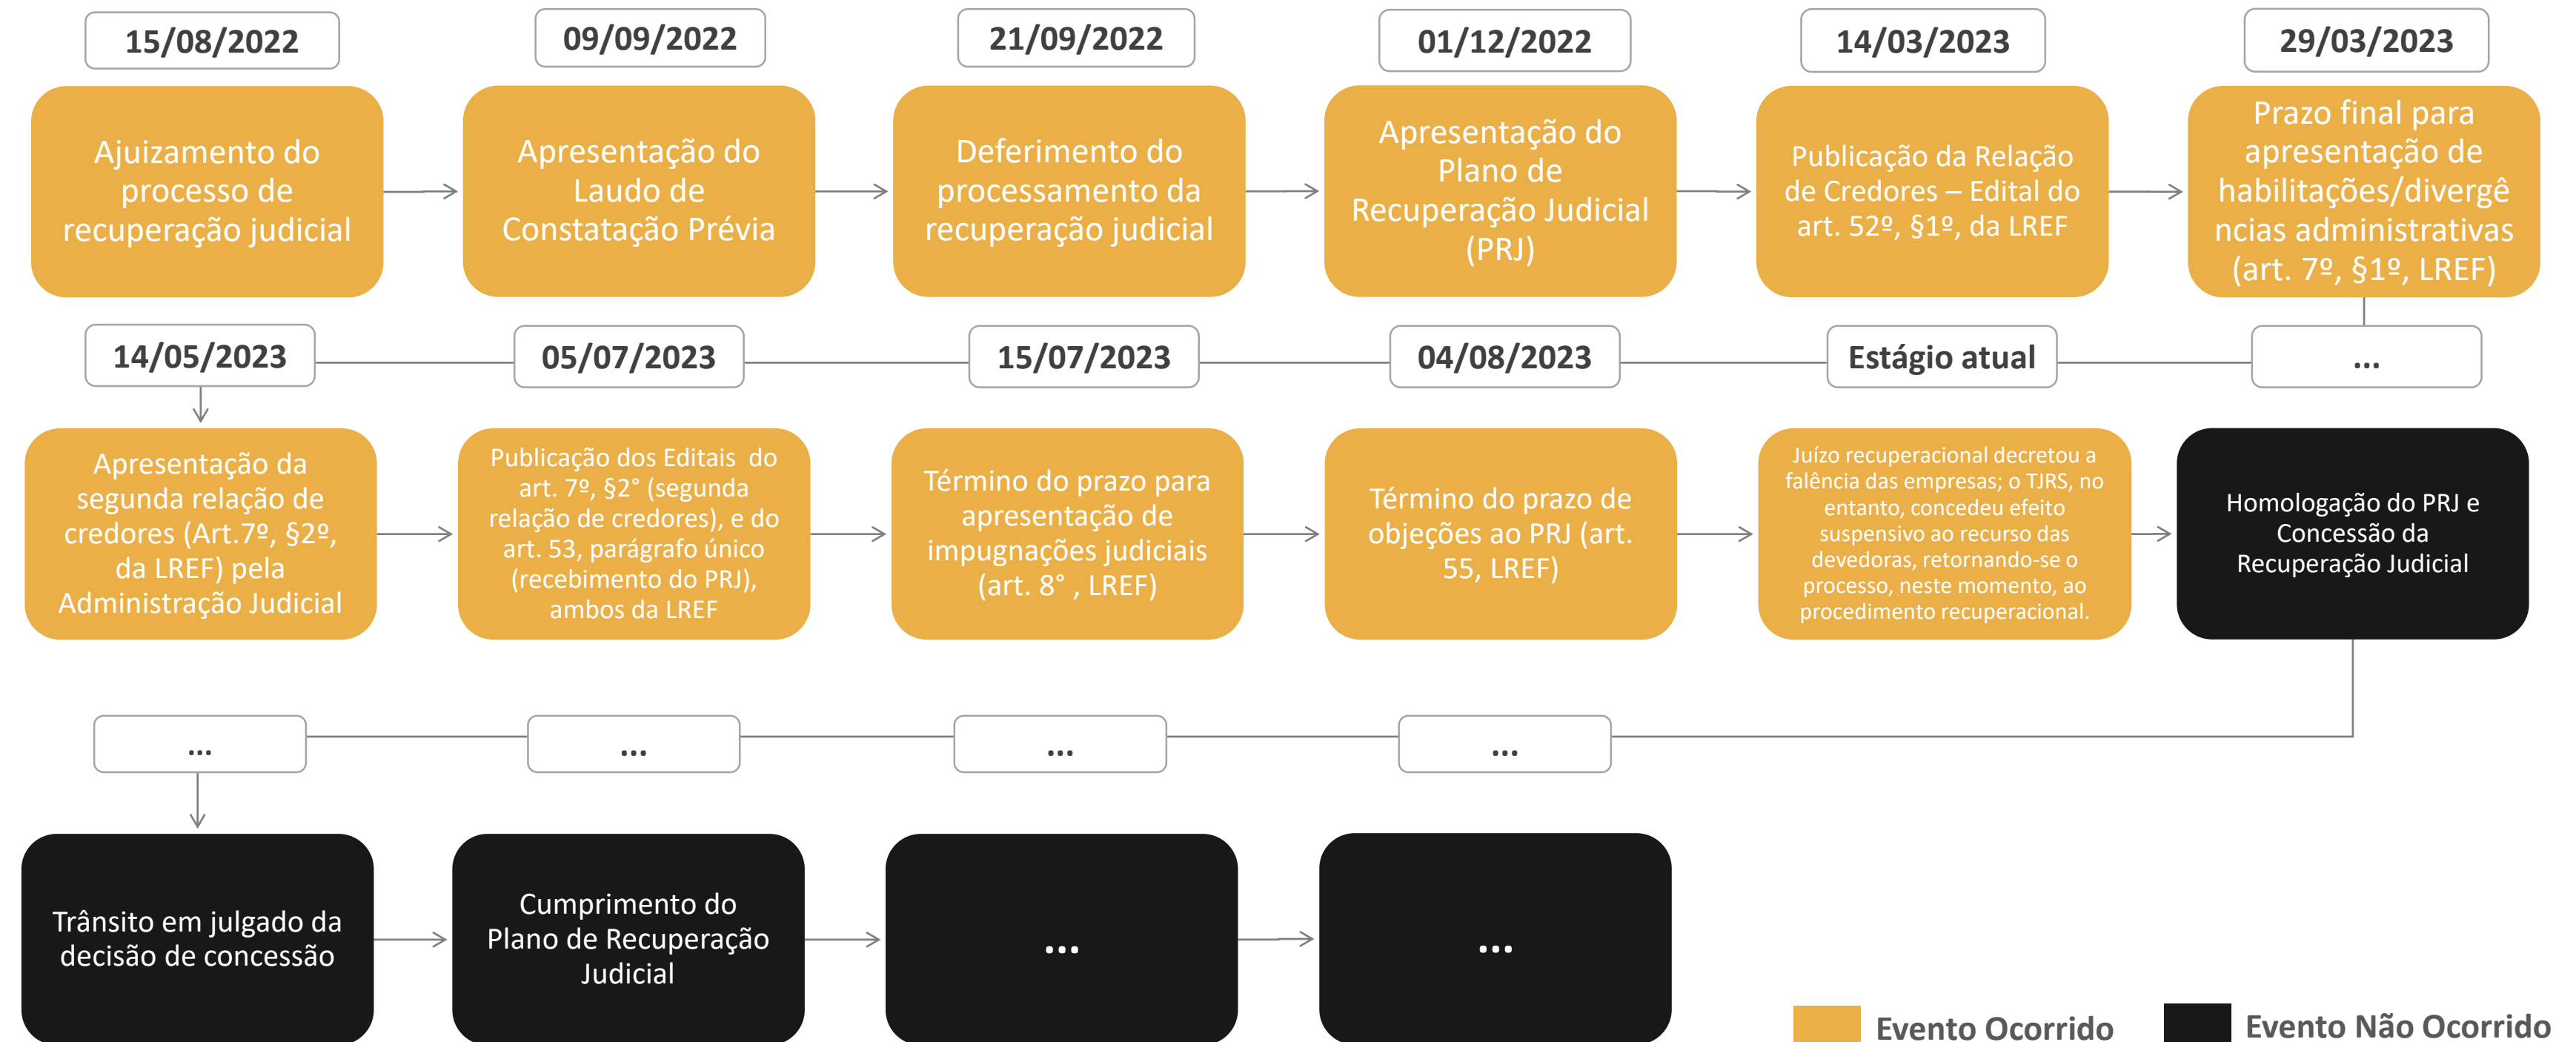 15/08/2022
09/09/2022
21/09/2022
01/12/2022
14/03/2023
29/03/2023
Ajuizamento do
processo de
recuperação judicial
Apresentação do
Laudo de
Constatação Prévia
Deferimento do
processamento da
recuperação judicial
Apresentação do
Plano de
Recuperação Judicial
(PRJ)
Publicação da Relação
de Credores – Edital do
art. 52º, §1º, da LREF
Prazo final para
apresentação de
habilitações/divergê
ncias administrativas
(art. 7º, §1º, LREF)
14/05/2023
05/07/2023
15/07/2023
04/08/2023
Estágio atual
...
Apresentação da
segunda relação de
credores (Art.7º, §2º,
da LREF) pela
Administração Judicial
Publicação dos Editais do
art. 7º, §2° (segunda
relação de credores), e do
art. 53, parágrafo único
(recebimento do PRJ),
ambos da LREF
Término do prazo para
apresentação de
impugnações judiciais
(art. 8° , LREF)
Término do prazo de
objeções ao PRJ (art.
55, LREF)
Juízo recuperacional decretou a
falência das empresas; o TJRS, no
entanto, concedeu efeito
suspensivo ao recurso das
devedoras, retornando-se o
processo, neste momento, ao
procedimento recuperacional.
Homologação do PRJ e
Concessão da
Recuperação Judicial
...
...
...
...
Trânsito em julgado da
decisão de concessão
Cumprimento do
Plano de Recuperação
Judicial
...
...
Evento Ocorrido
Evento Não Ocorrido